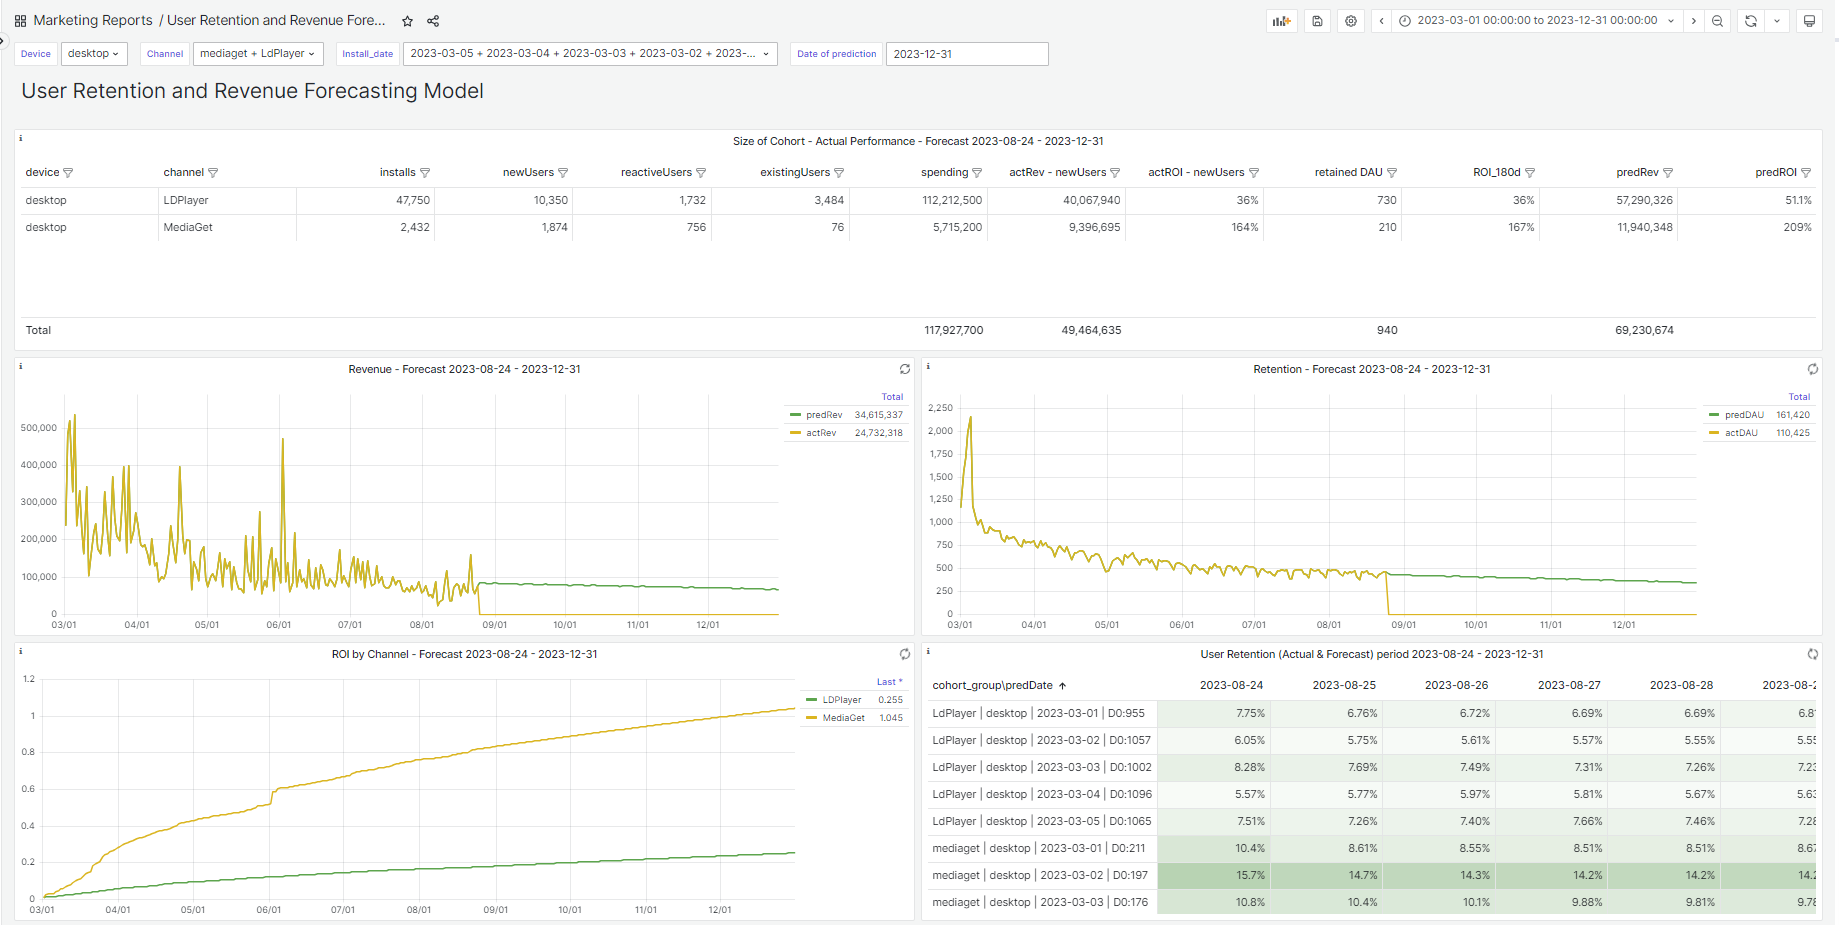 Marketing Reports / User Retention and Revenue Fore...
2023-03-01 00:00:00 to 2023-12-31 00:00:00
Device desktop Channel mediaget + LdPlayer Install_date 2023-03-05 + 2023-03-04 + 2023-03-03 + 2023-03-02 + 2023-... Date of prediction 2023-12-31
User Retention and Revenue Forecasting Model
Size of Cohort - Actual Performance - Forecast 2023-08-24 - 2023-12-31
device channel installs newUsers reactiveUsers existingUsers spending actRev - newUsers actROI - newUsers retained DAU ROI_180d predRev predROI
desktop LDPlayer 47,750 10,350 1,732 3,484 112,212,500 40,067,940 36% 730 36% 57,290,326 51.1%
desktop MediaGet 2,432 1,874 756 76 5,715,200 9,396,695 164% 210 167% 11,940,348 209%
Total 117,927,700 49,464,635 940 69,230,674
Revenue - Forecast 2023-08-24 - 2023-12-31
Total
predRev 34,615,337
actRev 24,732,318
500,000
400,000
300,000
200,000
100,000
0
03/01 04/01 05/01 06/01 07/01 08/01 09/01 10/01 11/01 12/01
Retention - Forecast 2023-08-24 - 2023-12-31
Total
predDAU 161,420
actDAU 110,425
2,250
2,000
1,750
1,500
1,250
1,000
750
500
250
0
03/01 04/01 05/01 06/01 07/01 08/01 09/01 10/01 11/01 12/01
ROI by Channel - Forecast 2023-08-24 - 2023-12-31
Last *
LDPlayer 0.255
MediaGet 1.045
1.2
1
0.8
0.6
0.4
0.2
0
03/01 04/01 05/01 06/01 07/01 08/01 09/01 10/01 11/01 12/01
User Retention (Actual & Forecast) period 2023-08-24 - 2023-12-31
cohort_group\predDate 2023-08-24 2023-08-25 2023-08-26 2023-08-27 2023-08-28 2023-08-2
LdPlayer | desktop | 2023-03-01 | D0:955 7.75% 6.76% 6.72% 6.69% 6.69% 6.8
LdPlayer | desktop | 2023-03-02 | D0:1057 6.05% 5.75% 5.61% 5.57% 5.55% 5.55
LdPlayer | desktop | 2023-03-03 | D0:1002 8.28% 7.69% 7.49% 7.31% 7.26% 7.23
LdPlayer | desktop | 2023-03-04 | D0:1096 5.57% 5.77% 5.97% 5.81% 5.67% 5.63
LdPlayer | desktop | 2023-03-05 | D0:1065 7.51% 7.26% 7.40% 7.66% 7.46% 7.28
mediaget | desktop | 2023-03-01 | D0:211 10.4% 8.61% 8.55% 8.51% 8.51% 8.67
mediaget | desktop | 2023-03-02 | D0:197 15.7% 14.7% 14.3% 14.2% 14.2% 14.2
mediaget | desktop | 2023-03-03 | D0:176 10.8% 10.4% 10.1% 9.88% 9.81% 9.78